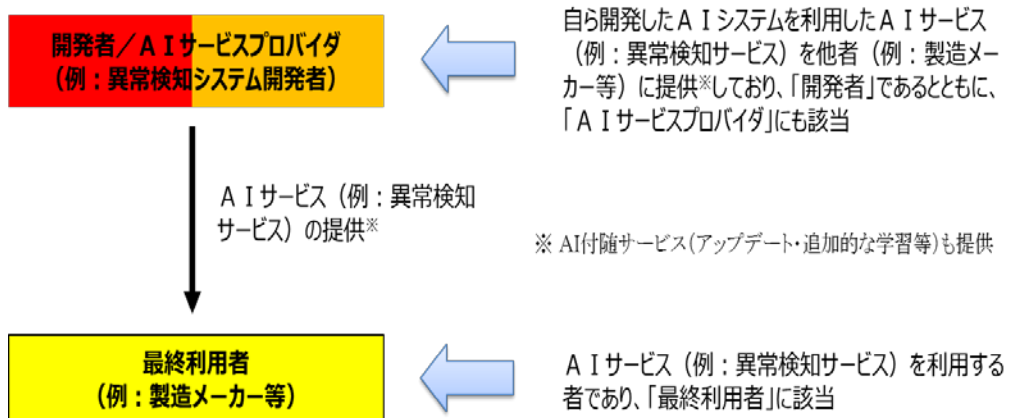 開発者／ＡＩサービスプロバイダ
（例：異常検知システム開発者）
自ら開発したＡＩシステムを利用したＡＩサービス
（例：異常検知サービス）を他者（例：製造メー
カー等）に提供※しており、「開発者」であるとともに、
「ＡＩサービスプロバイダ」にも該当
ＡＩサービス（例：異常検知
サービス）の提供※
※ AI付随サービス(アップデート・追加的な学習等)も提供
最終利用者
（例：製造メーカー等）
ＡＩサービス（例：異常検知サービス）を利用する
者であり、「最終利用者」に該当